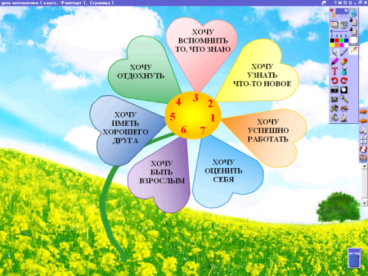 урок математики 1 класс. Флипчарт 1. Страница 1
ХОЧУ
ВСПОМНИТЬ
ТО, ЧТО ЗНАЮ
ХОЧУ
ОТДОХНУТЬ
ХОЧУ
УЗНАТЬ
ЧТО-ТО НОВОЕ
ХОЧУ
ИМЕТЬ
ХОРОШЕГО
ДРУГА
4 3 2
5 1
6 7
ХОЧУ
УСПЕШНО
РАБОТАТЬ
ХОЧУ
БЫТЬ
ВЗРОСЛЫМ
ХОЧУ
ОЦЕНИТЬ
СЕБЯ